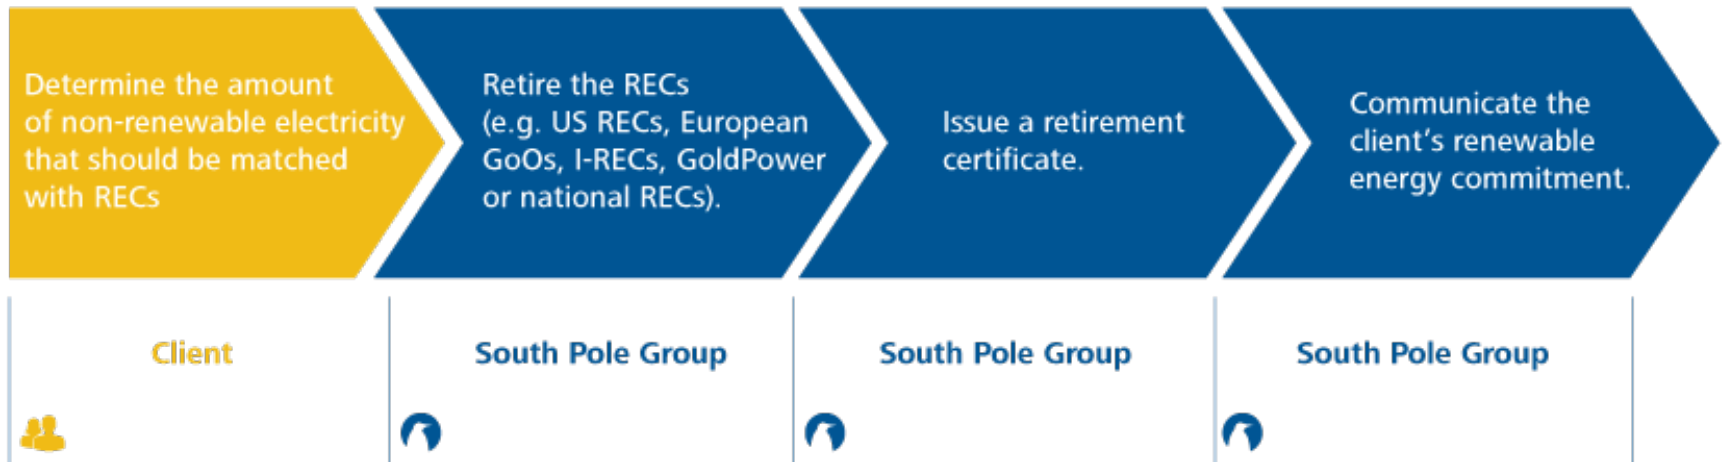 Determine the amount
of non-renewable electricity
that should be matched
with RECs
Retire the RECs
(e.g. US RECs, European
GoOs, I-RECs, GoldPower
or national RECs).
Issue a retirement
certificate.
Communicate the
client’s renewable
energy commitment.
Client
South Pole Group
South Pole Group
South Pole Group